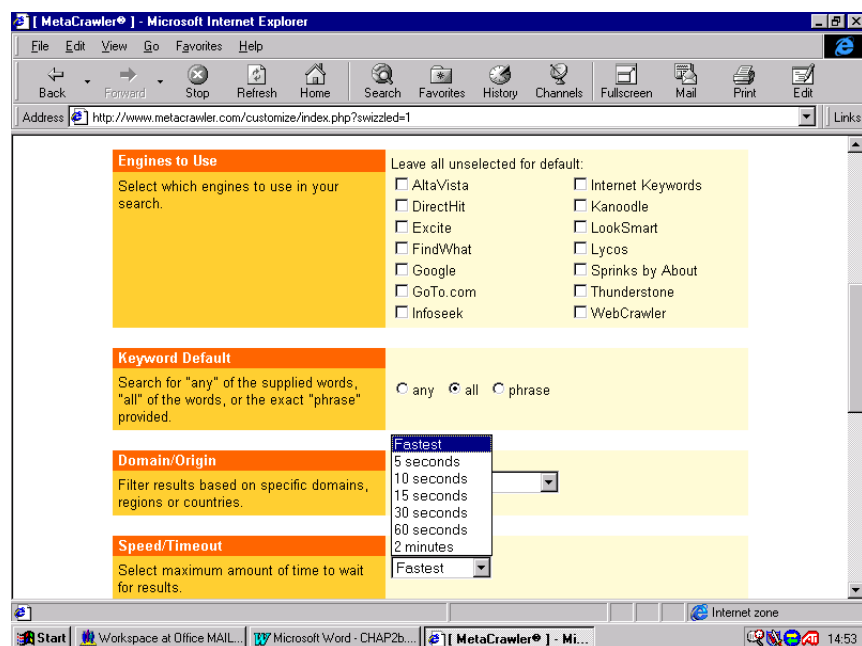 [ MetaCrawler® ] - Microsoft Internet Explorer
File Edit View Go Favorites Help
Back Forward Stop Refresh Home Search Favorites History Channels Fullscreen Mail Print Edit
Address http://www.metacrawler.com/customize/index.php?swizzled=1 Links
Engines to Use
Select which engines to use in your
search.
Leave all unselected for default:
AltaVista Internet Keywords
DirectHit Kanoodle
Excite LookSmart
FindWhat Lycos
Google Sprinks by About
GoTo.com Thunderstone
Infoseek WebCrawler
Keyword Default
Search for "any" of the supplied words,
"all" of the words, or the exact "phrase"
provided.
any all phrase
Domain/Origin
Filter results based on specific domains,
regions or countries.
Fastest
5 seconds
10 seconds
15 seconds
30 seconds
60 seconds
2 minutes
Speed/Timeout
Select maximum amount of time to wait
for results.
Fastest
Internet zone
Start Workspace at Office MAIL... Microsoft Word - CHAP2b.... [ MetaCrawler® ] - Mi... 14:53